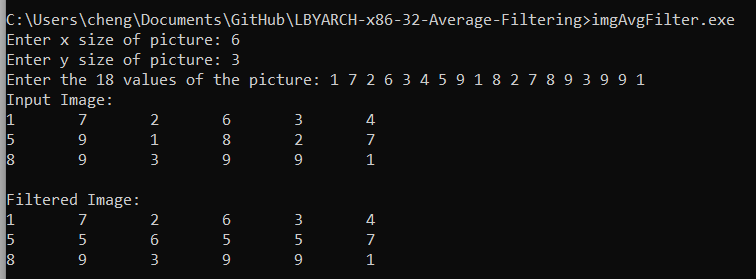 C:\Users\cheng\Documents\GitHub\LBYARCH-x86-32-Average-Filtering>imgAvgFilter.exe
Enter x size of picture: 6
Enter y size of picture: 3
Enter the 18 values of the picture: 1 7 2 6 3 4 5 9 1 8 2 7 8 9 3 9 9 1
Input Image:
1 7 2 6 3 4
5 9 1 8 2 7
8 9 3 9 9 1
Filtered Image:
1 7 2 6 3 4
5 5 6 5 5 7
8 9 3 9 9 1